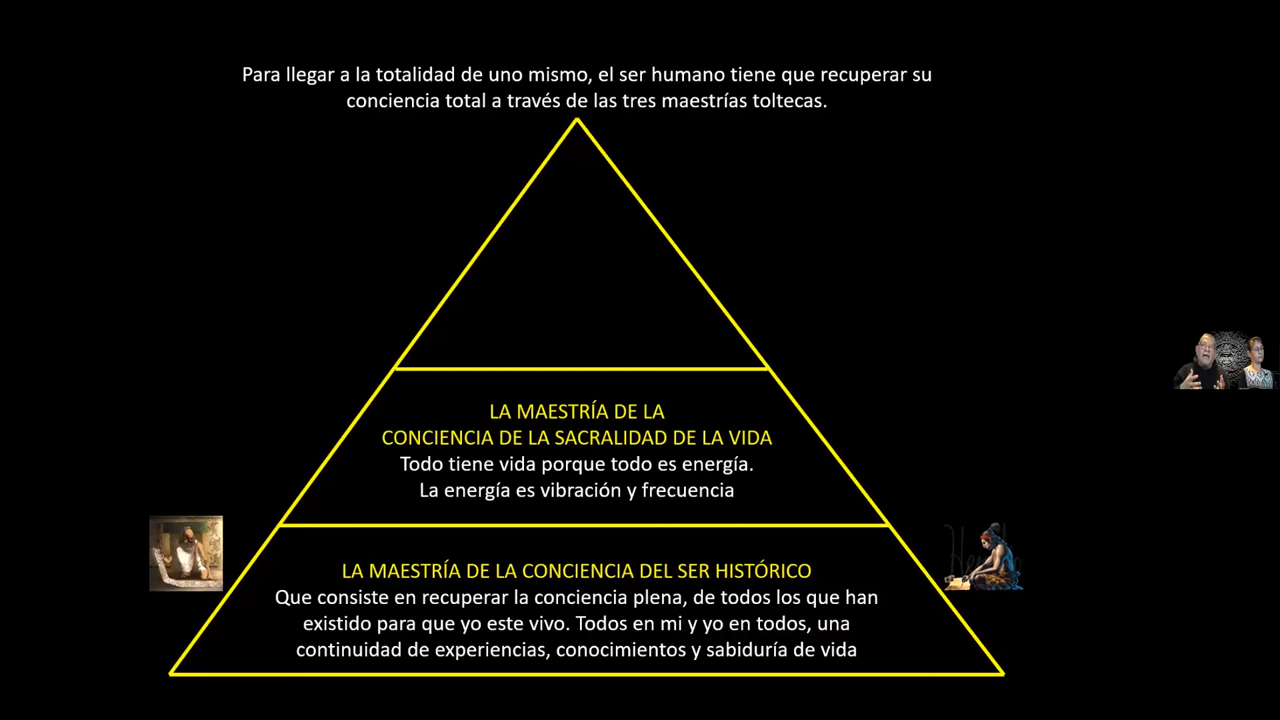 Para llegar a la totalidad de uno mismo, el ser humano tiene que recuperar su
conciencia total a través de las tres maestrías toltecas.
LA MAESTRÍA DE LA
CONCIENCIA DE LA SACRALIDAD DE LA VIDA
Todo tiene vida porque todo es energía.
La energía es vibración y frecuencia
LA MAESTRÍA DE LA CONCIENCIA DEL SER HISTÓRICO
Que consiste en recuperar la conciencia plena, de todos los que han
existido para que yo este vivo. Todos en mi y yo en todos, una
continuidad de experiencias, conocimientos y sabiduría de vida